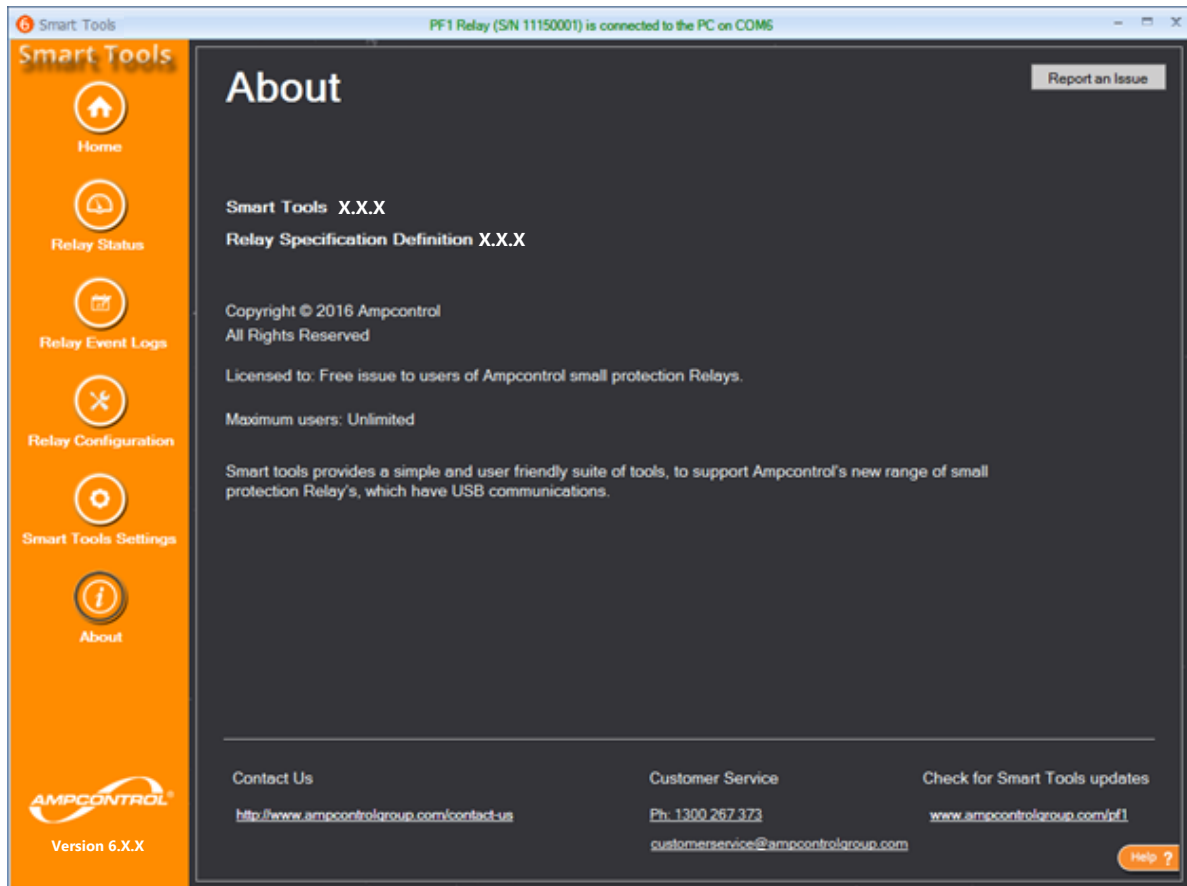 6 Smart Tools
PF1 Relay (S/N 11150001) is connected to the PC on COM6
Smart Tools
Home
Relay Status
Relay Event Logs
Relay Configuration
Smart Tools Settings
About
AMPCONTROL®
Version 6.X.X
About
Report an Issue
Smart Tools X.X.X
Relay Specification Definition X.X.X
Copyright © 2016 Ampcontrol
All Rights Reserved
Licensed to: Free issue to users of Ampcontrol small protection Relays.
Maximum users: Unlimited
Smart tools provides a simple and user friendly suite of tools, to support Ampcontrol's new range of small
protection Relay's, which have USB communications.
Contact Us
http://www.ampcontrolgroup.com/contact-us
Customer Service
Ph: 1300 267 373
customerservice@ampcontrolgroup.com
Check for Smart Tools updates
www.ampcontrolgroup.com/pf1
Help ?